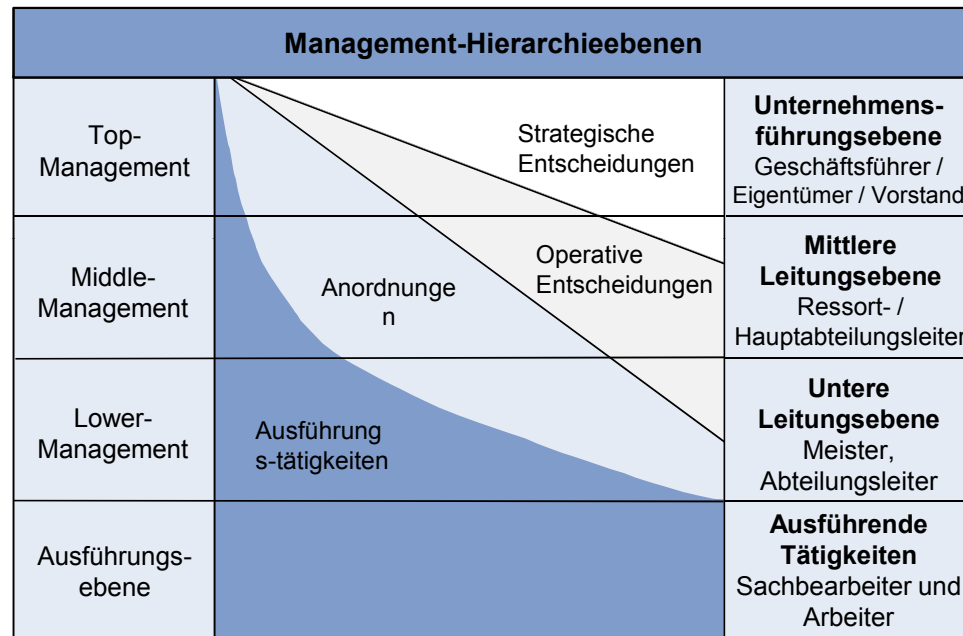 Management-Hierarchieebenen
Top-
Management
Strategische
Entscheidungen
Unternehmens-
führungsebene
Geschäftsführer /
Eigentümer / Vorstand
Middle-
Management
Anordnunge
n
Operative
Entscheidungen
Mittlere
Leitungsebene
Ressort- /
Hauptabteilungsleiter
Lower-
Management
Ausführung
s-tätigkeiten
Untere
Leitungsebene
Meister,
Abteilungsleiter
Ausführungs-
ebene
Ausführende
Tätigkeiten
Sachbearbeiter und
Arbeiter